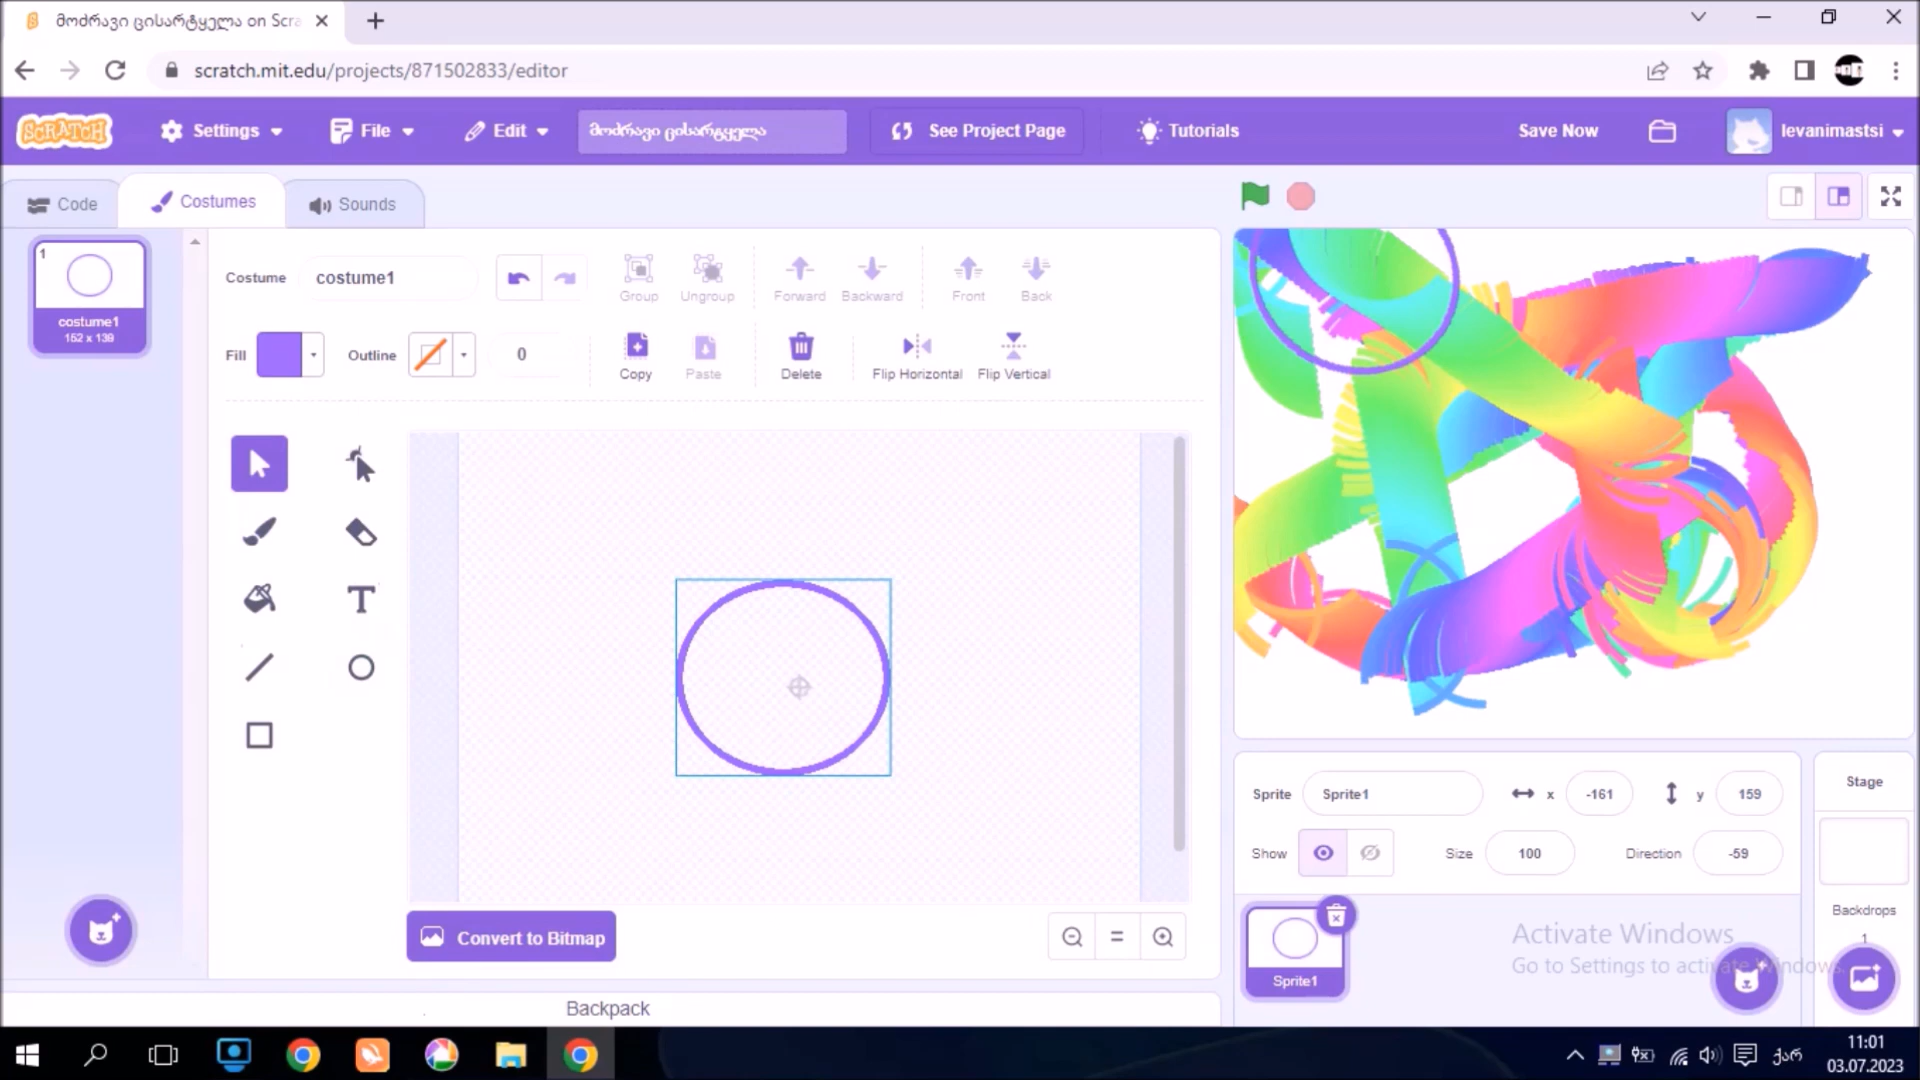 მოძრავი ცისარტყელა on Scra
scratch.mit.edu/projects/871502833/editor
SCRATCH
Settings
File
Edit
მოძრავი ცისარტყელა
See Project Page
Tutorials
Save Now
levanimastsi
Code
Costumes
Sounds
1
costume1
152 x 139
Costume
costume1
Group
Ungroup
Forward
Backward
Front
Back
Fill
Outline
0
Copy
Paste
Delete
Flip Horizontal
Flip Vertical
Convert to Bitmap
Backpack
Sprite
Sprite1
x
-161
y
159
Show
Size
100
Direction
-59
Sprite1
Stage
Backdrops
1
Activate Windows
Go to Settings to activate Windows.
ქარ
11:01
03.07.2023